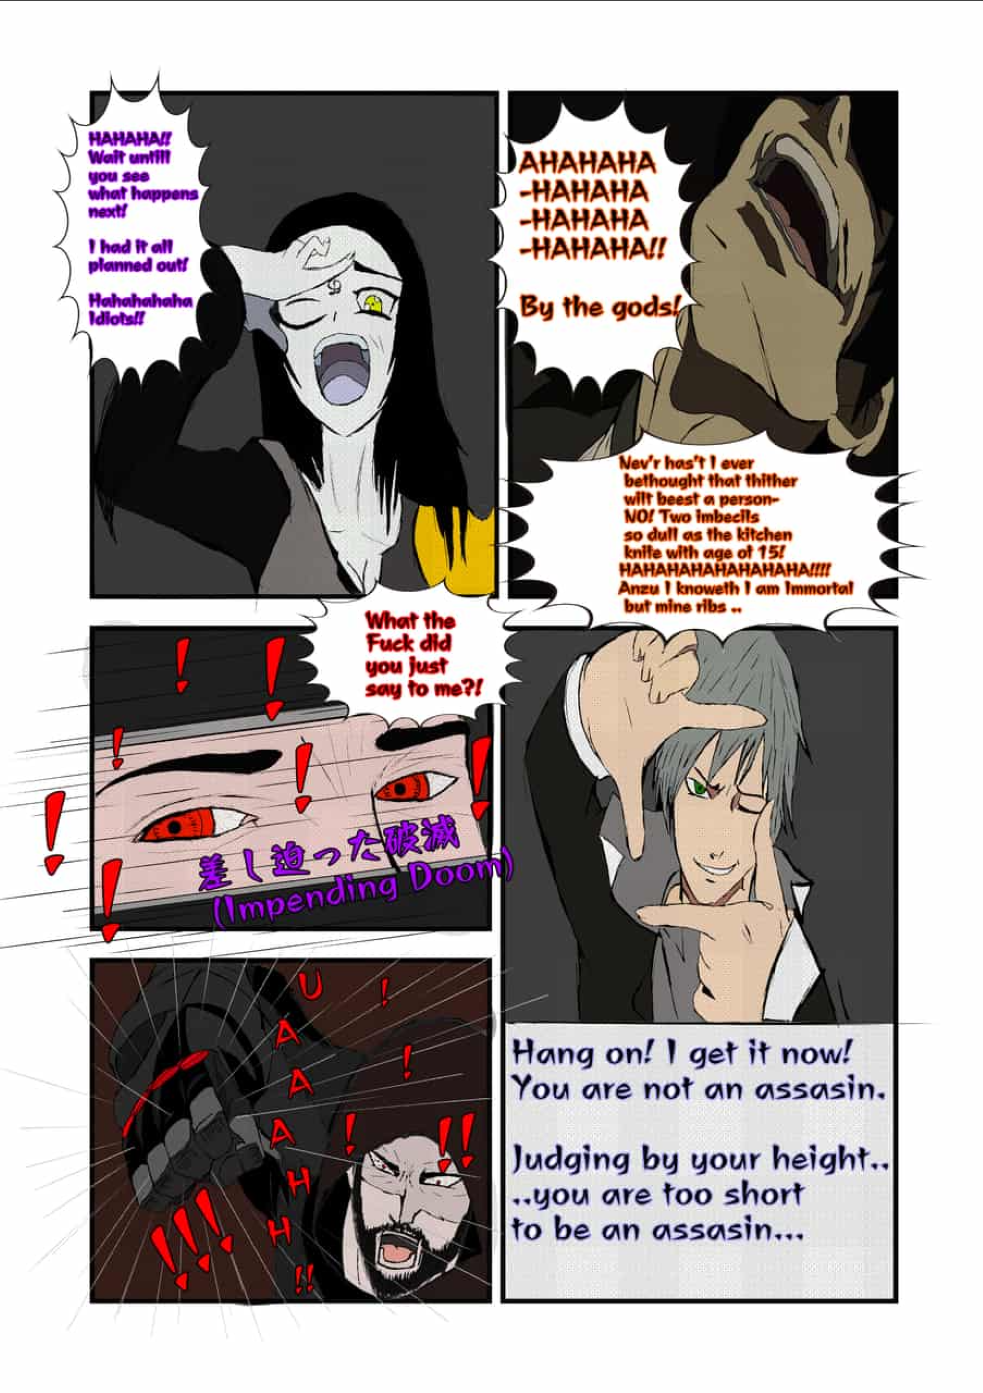 HAHAHA!!
Wait untill
you see
what happens
next!
I had it all
planned out!
Hahahahaha
Idiots!!
AHAHAHA
-HAHAHA
-HAHAHA
-HAHAHA!!
By the gods!
Nev'r has't I ever
bethought that thither
wilt beest a person-
NO! Two imbecils
so dull as the kitchen
knife with age of 15!
HAHAHAHAHAHAHAHA!!!!
Anzu I knoweth I am Immortal
but mine ribs ..
What the
Fuck did
you just
say to me?!
差し迫った破滅
(Impending Doom)
Hang on! I get it now!
You are not an assasin.
Judging by your height..
..you are too short
to be an assasin...
UAAAHH!!